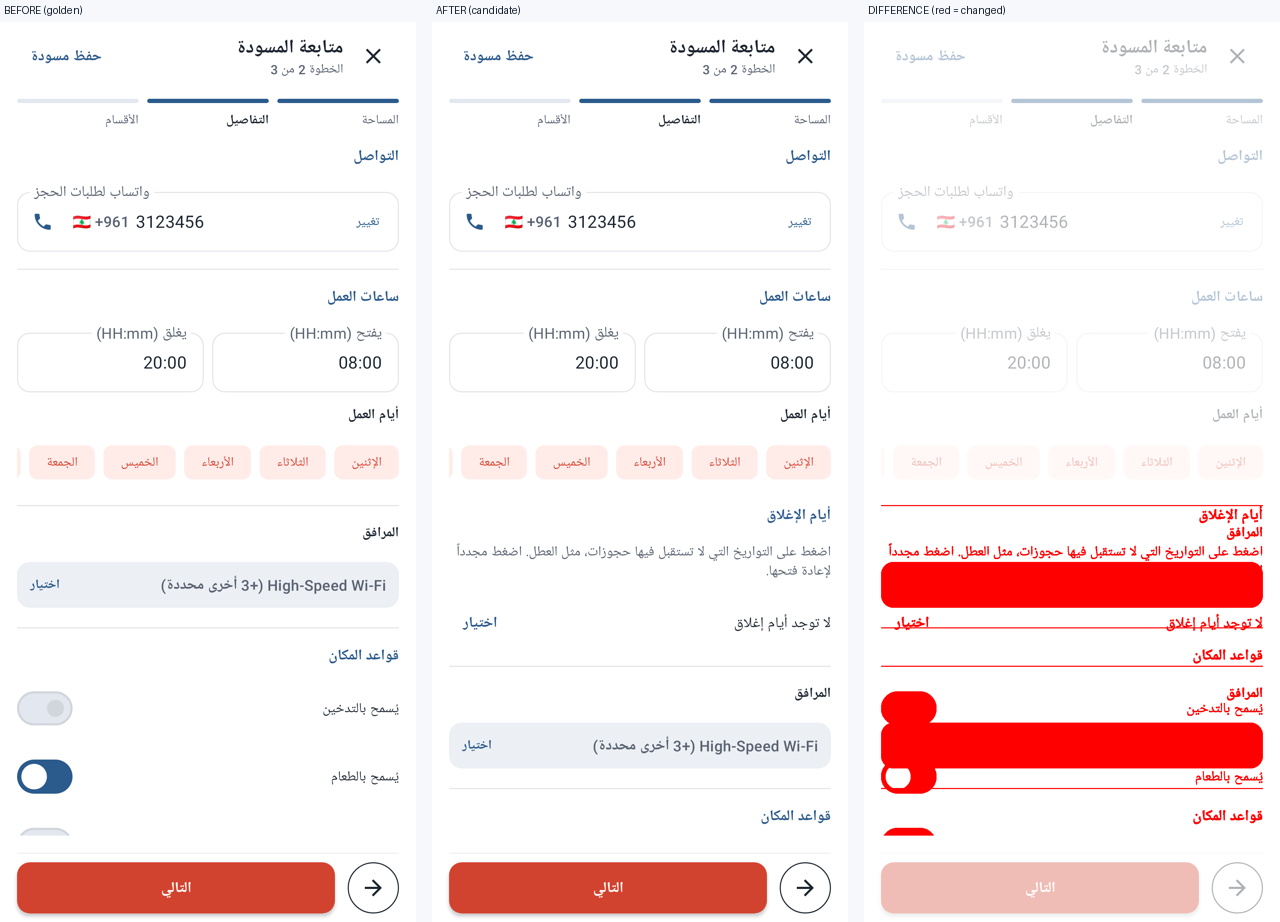 BEFORE (golden)
متابعة المسودة
حفظ مسودة
الخطوة 2 من 3
المساحة
التفاصيل
الأقسام
التواصل
واتساب لطلبات الحجز
🇱🇧 +961 3123456
تغيير
ساعات العمل
يفتح (HH:mm)
يغلق (HH:mm)
08:00
20:00
أيام العمل
الإثنين
الثلاثاء
الأربعاء
الخميس
الجمعة
المرافق
High-Speed Wi-Fi (+3 أخرى محددة)
اختيار
قواعد المكان
يُسمح بالتدخين
يُسمح بالطعام
التالي
AFTER (candidate)
متابعة المسودة
حفظ مسودة
الخطوة 2 من 3
المساحة
التفاصيل
الأقسام
التواصل
واتساب لطلبات الحجز
🇱🇧 +961 3123456
تغيير
ساعات العمل
يفتح (HH:mm)
يغلق (HH:mm)
08:00
20:00
أيام العمل
الإثنين
الثلاثاء
الأربعاء
الخميس
الجمعة
أيام الإغلاق
اضغط على التواريخ التي لا تستقبل فيها حجوزات، مثل العطل. اضغط مجدداً
لإعادة فتحها.
لا توجد أيام إغلاق
اختيار
المرافق
High-Speed Wi-Fi (+3 أخرى محددة)
اختيار
قواعد المكان
التالي
DIFFERENCE (red = changed)
متابعة المسودة
حفظ مسودة
الخطوة 2 من 3
المساحة
التفاصيل
الأقسام
التواصل
واتساب لطلبات الحجز
🇱🇧 +961 3123456
تغيير
ساعات العمل
يفتح (HH:mm)
يغلق (HH:mm)
08:00
20:00
أيام العمل
الإثنين
الثلاثاء
الأربعاء
الخميس
الجمعة
أيام الإغلاق
المرافق
اضغط على التواريخ التي لا تستقبل فيها حجوزات، مثل العطل. اضغط مجدداً
لا توجد أيام إغلاق
اختيار
قواعد المكان
المرافق
يُسمح بالتدخين
يُسمح بالطعام
قواعد المكان
التالي